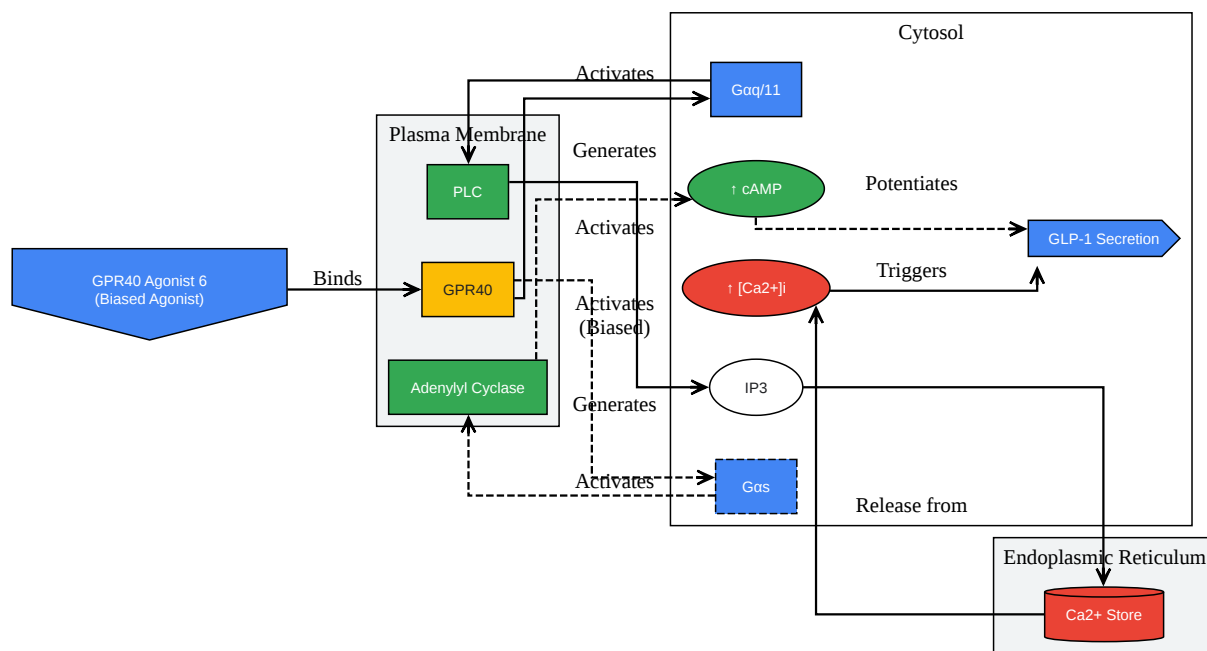 Cytosol
Activates
Gαq/11
Plasma Membrane
Generates
PLC
↑ cAMP
Potentiates
Activates
GLP-1 Secretion
GPR40 Agonist 6
(Biased Agonist)
Binds
GPR40
Triggers
↑ [Ca2+]i
Activates
(Biased)
Adenylyl Cyclase
IP3
Generates
Activates
Gαs
Release from
Endoplasmic Reticulum
Ca2+ Store